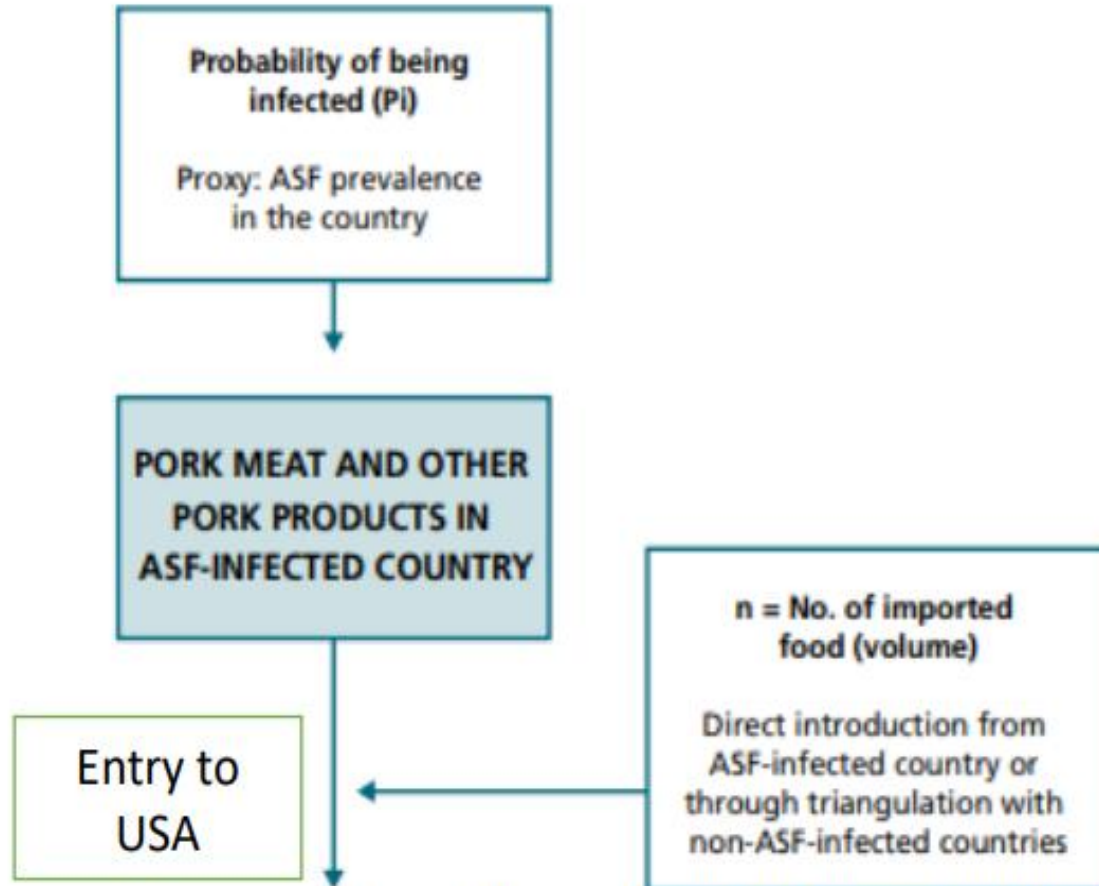 Probability of being
infected (Pi)
Proxy: ASF prevalence
in the country
PORK MEAT AND OTHER
PORK PRODUCTS IN
ASF-INFECTED COUNTRY
n = No. of imported
food (volume)
Direct introduction from
ASF-infected country or
through triangulation with
non-ASF-infected countries
Entry to
USA